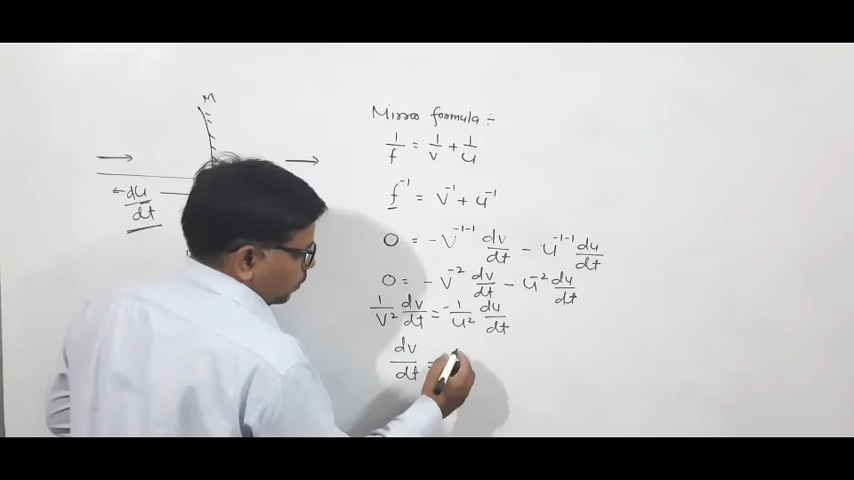 M
← du/dt
Mirror formula :-
1/f = 1/v + 1/u
f⁻¹ = v⁻¹ + u⁻¹
0 = -v⁻¹⁻¹ dv/dt - u⁻¹⁻¹ du/dt
0 = -v⁻² dv/dt - u⁻² du/dt
1/v² dv/dt = -1/u² du/dt
dv/dt =